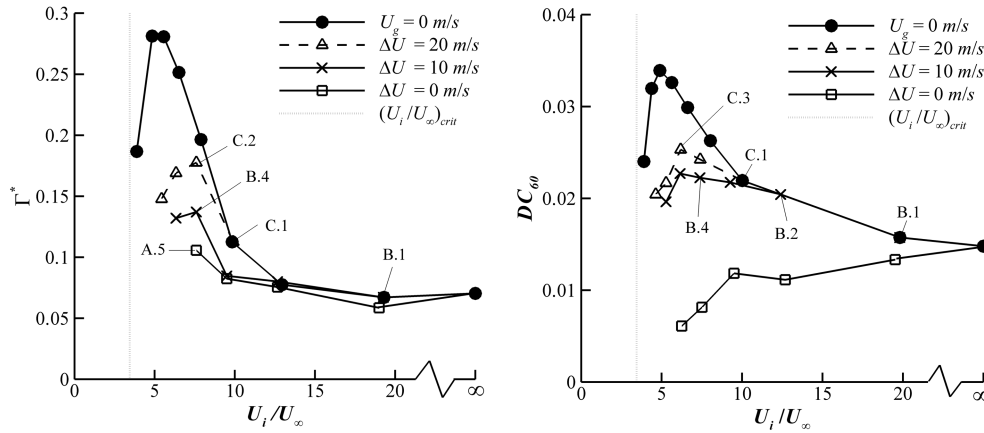 0.3
0.25
0.2
0.15
0.1
0.05
0
Γ*
0 5 10 15 20 ∞
U_i/U_∞
U_g = 0 m/s
ΔU = 20 m/s
ΔU = 10 m/s
ΔU = 0 m/s
(U_i/U_∞)_crit
C.2
B.4
C.1
A.5
B.1
0.04
0.03
0.02
0.01
0.00
DC_60
0 5 10 15 20 ∞
U_i/U_∞
U_g = 0 m/s
ΔU = 20 m/s
ΔU = 10 m/s
ΔU = 0 m/s
(U_i/U_∞)_crit
C.3
C.1
B.4
B.2
B.1